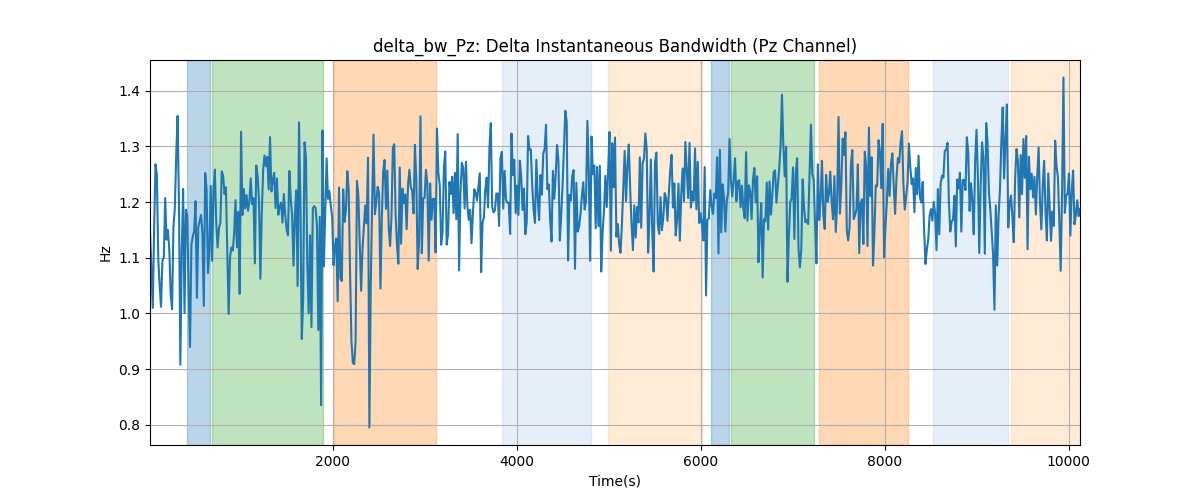 delta_bw_Pz: Delta Instantaneous Bandwidth (Pz Channel)
1.4
1.3
1.2
1.1
1.0
0.9
0.8
Hz
2000 4000 6000 8000 10000
Time(s)